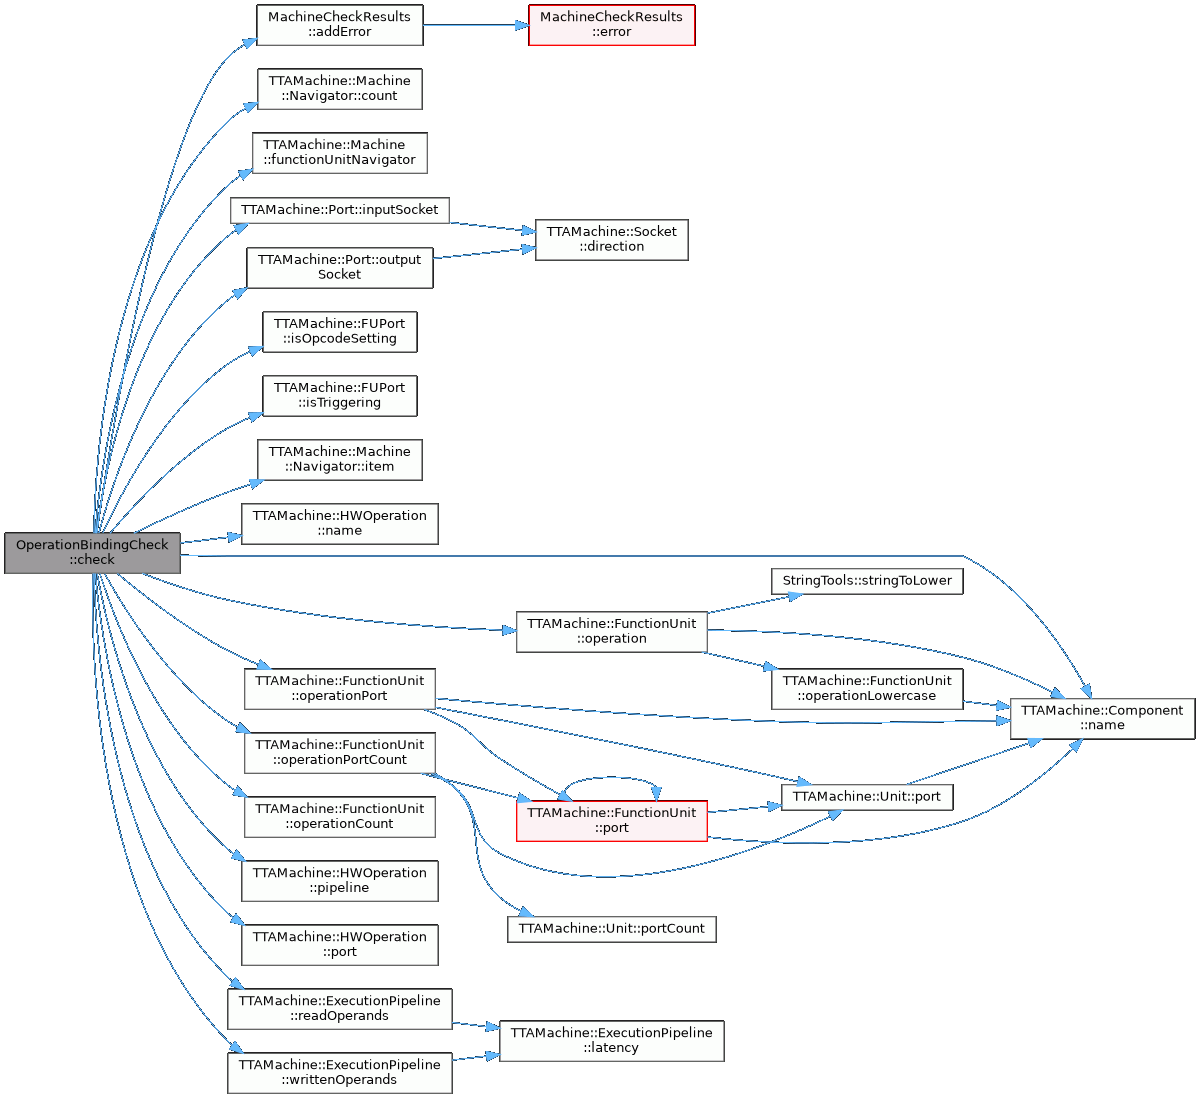 MachineCheckResults
::addError
MachineCheckResults
::error
TTAMachine::Machine
::Navigator::count
TTAMachine::Machine
::functionUnitNavigator
TTAMachine::Port::inputSocket
TTAMachine::Socket
::direction
TTAMachine::Port::output
Socket
TTAMachine::FUPort
::isOpcodeSetting
TTAMachine::FUPort
::isTriggering
TTAMachine::Machine
::Navigator::item
TTAMachine::HWOperation
::name
OperationBindingCheck
::check
StringTools::stringToLower
TTAMachine::FunctionUnit
::operation
TTAMachine::FunctionUnit
::operationPort
TTAMachine::FunctionUnit
::operationLowercase
TTAMachine::Component
::name
TTAMachine::FunctionUnit
::operationPortCount
TTAMachine::Unit::port
TTAMachine::FunctionUnit
::operationCount
TTAMachine::FunctionUnit
::port
TTAMachine::HWOperation
::pipeline
TTAMachine::Unit::portCount
TTAMachine::HWOperation
::port
TTAMachine::ExecutionPipeline
::readOperands
TTAMachine::ExecutionPipeline
::latency
TTAMachine::ExecutionPipeline
::writtenOperands